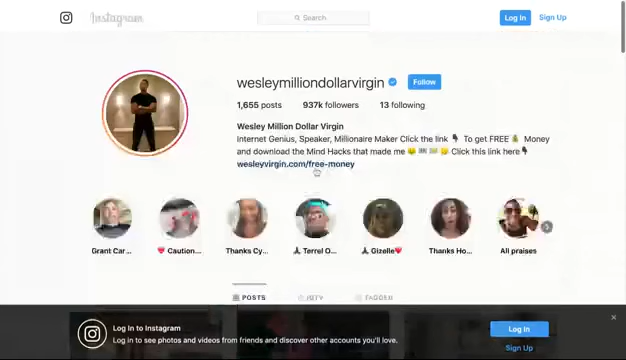 Instagram
Search
Log In
Sign Up
wesleymilliondollarvirgin
Follow
1,655 posts
937k followers
13 following
Wesley Million Dollar Virgin
Internet Genius, Speaker, Millionaire Maker Click the link 👇🏿 To get FREE 💰 Money
and download the Mind Hacks that made me Click this link here👇🏿
wesleyvirgin.com/free-money
Grant Car...
❤️ Caution...
Thanks Cy...
🙏🏿 Terrel O...
🙏🏿 Gizelle❤️
Thanks Ho...
Ali praises
POSTS
IGTV
TAGGED
Log In to Instagram
Log in to see photos and videos from friends and discover other accounts you'll love.
Log In
Sign Up